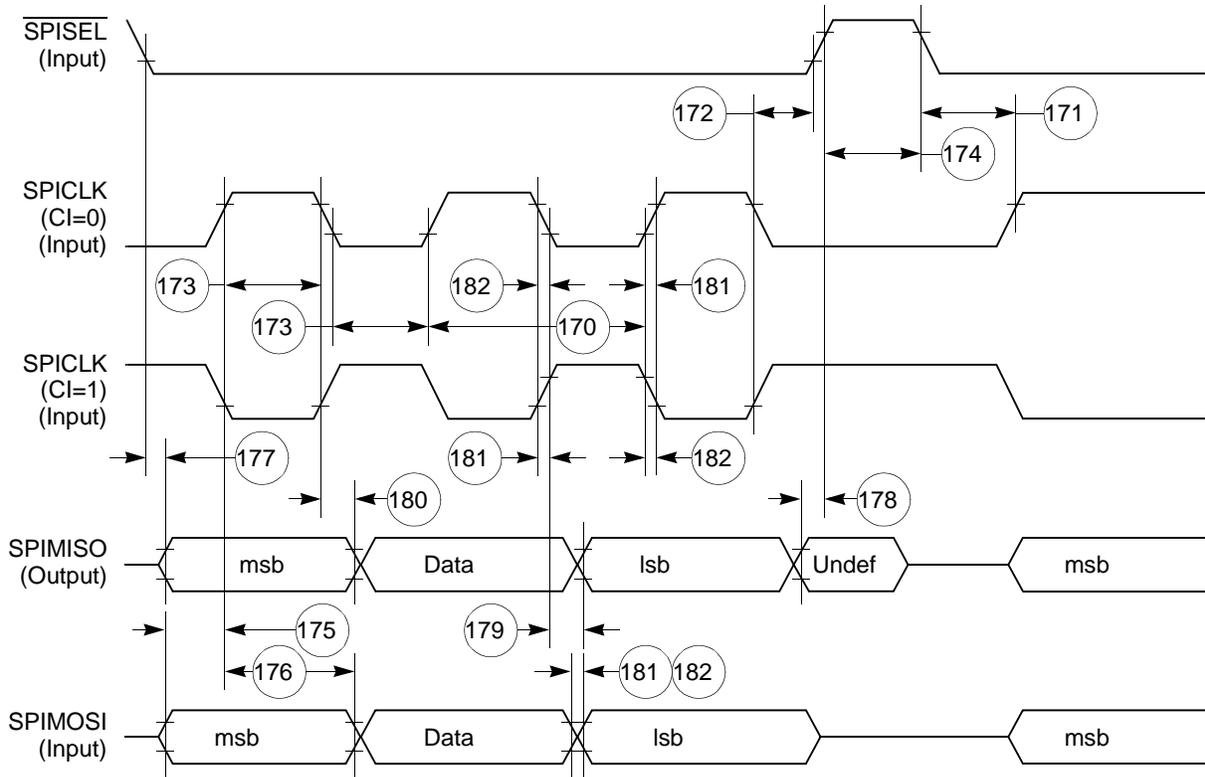 SPISEL
(Input)
172
171
174
SPICLK
(CI=0)
(Input)
173
182
181
173
170
SPICLK
(CI=1)
(Input)
177
181
182
180
178
SPIMISO
(Output)
msb
Data
lsb
Undef
msb
175
179
176
181
182
SPIMOSI
(Input)
msb
Data
lsb
msb